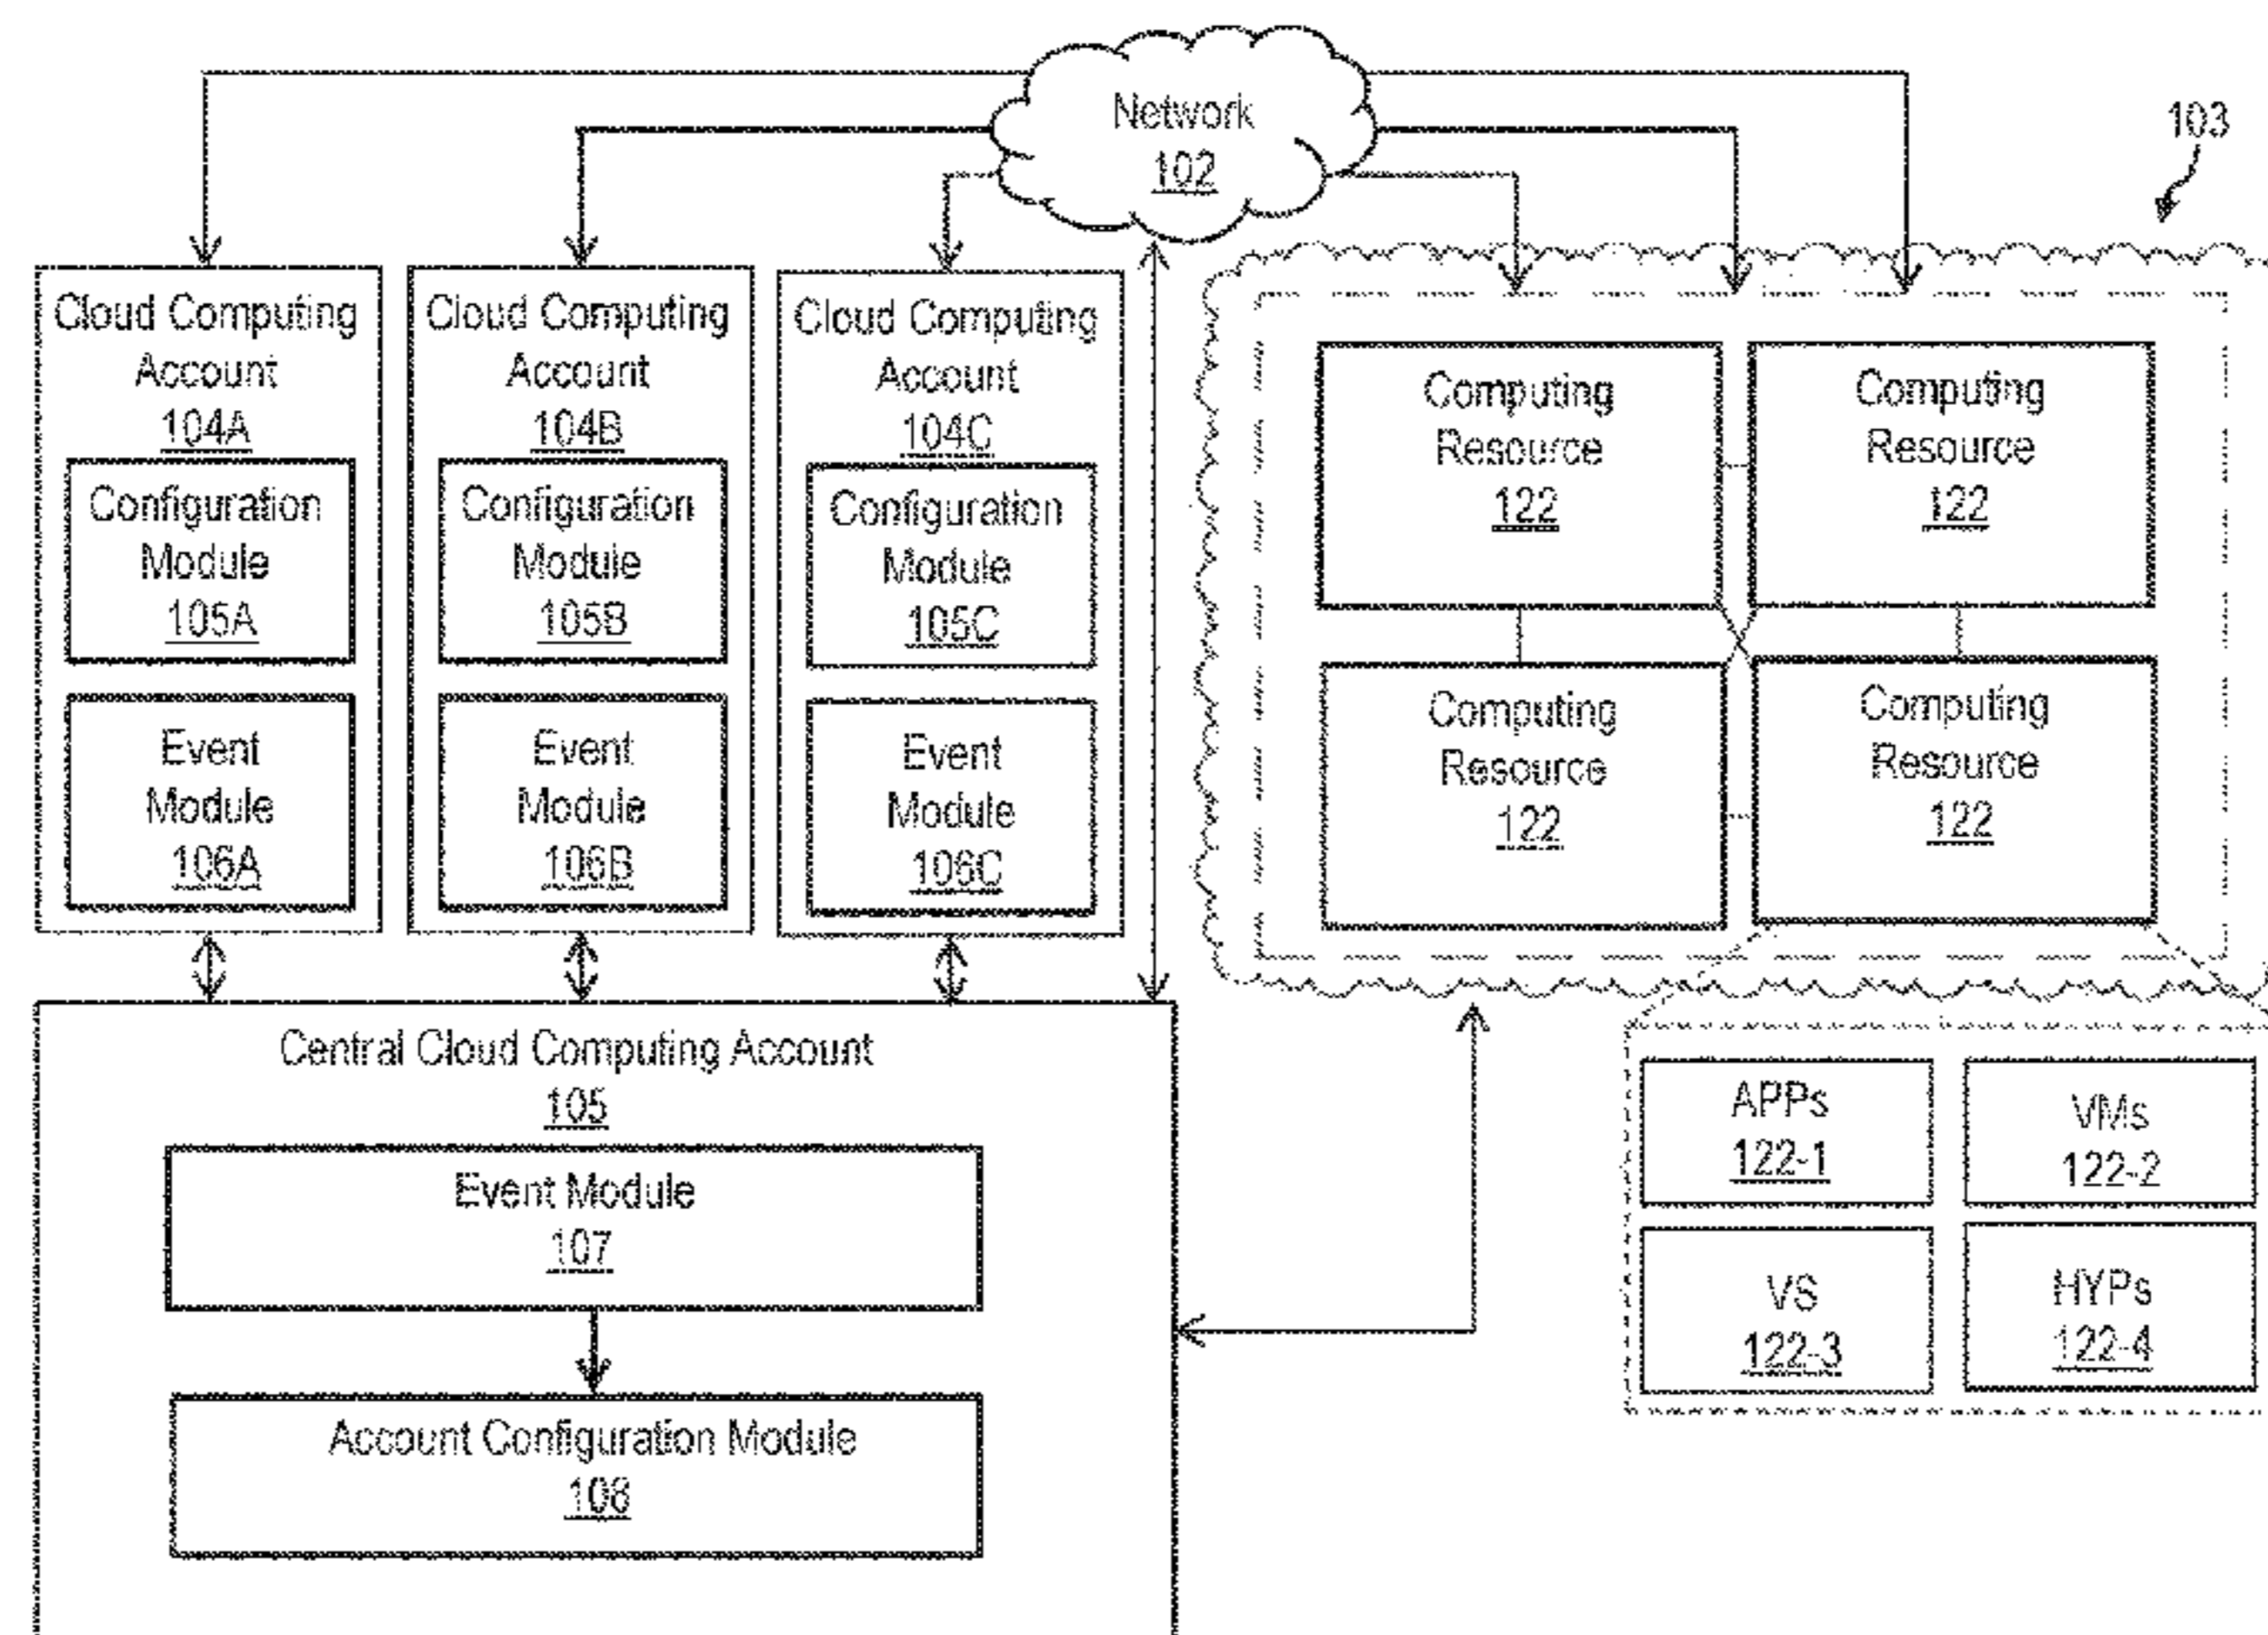 Network
102
103
Cloud Computing
Account
104A
Configuration
Module
105A
Event
Module
106A
Cloud Computing
Account
104B
Configuration
Module
105B
Event
Module
106B
Cloud Computing
Account
104C
Configuration
Module
105C
Event
Module
106C
Computing
Resource
122
Computing
Resource
122
Computing
Resource
122
Computing
Resource
122
Central Cloud Computing Account
105
Event Module
107
Account Configuration Module
108
APPs
122-1
VMs
122-2
VS
122-3
HYPs
122-4